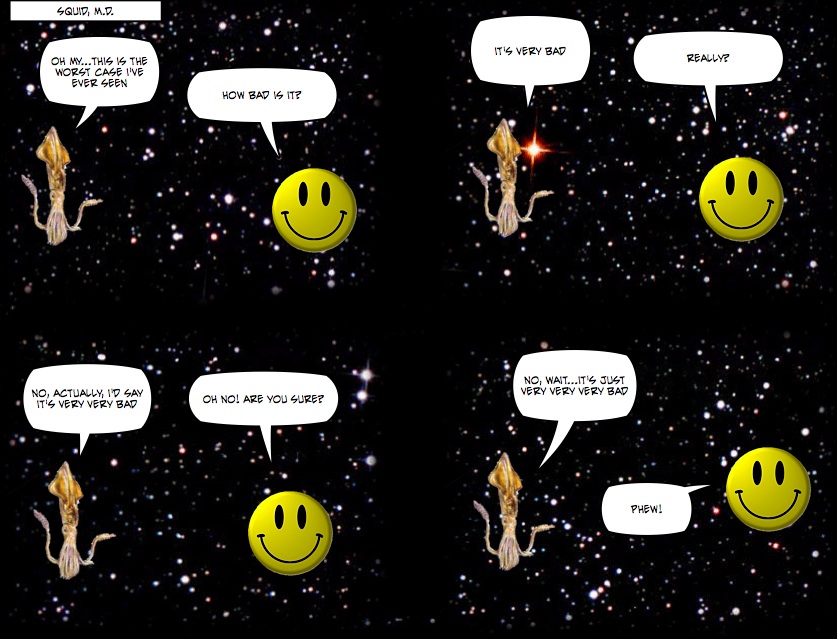 SQUID, M.D.
OH MY...THIS IS THE
WORST CASE I'VE
EVER SEEN
HOW BAD IS IT?
IT'S VERY BAD
REALLY?
NO, ACTUALLY, I'D SAY
IT'S VERY VERY BAD
OH NO! ARE YOU SURE?
NO, WAIT...IT'S JUST
VERY VERY VERY BAD
PHEW!